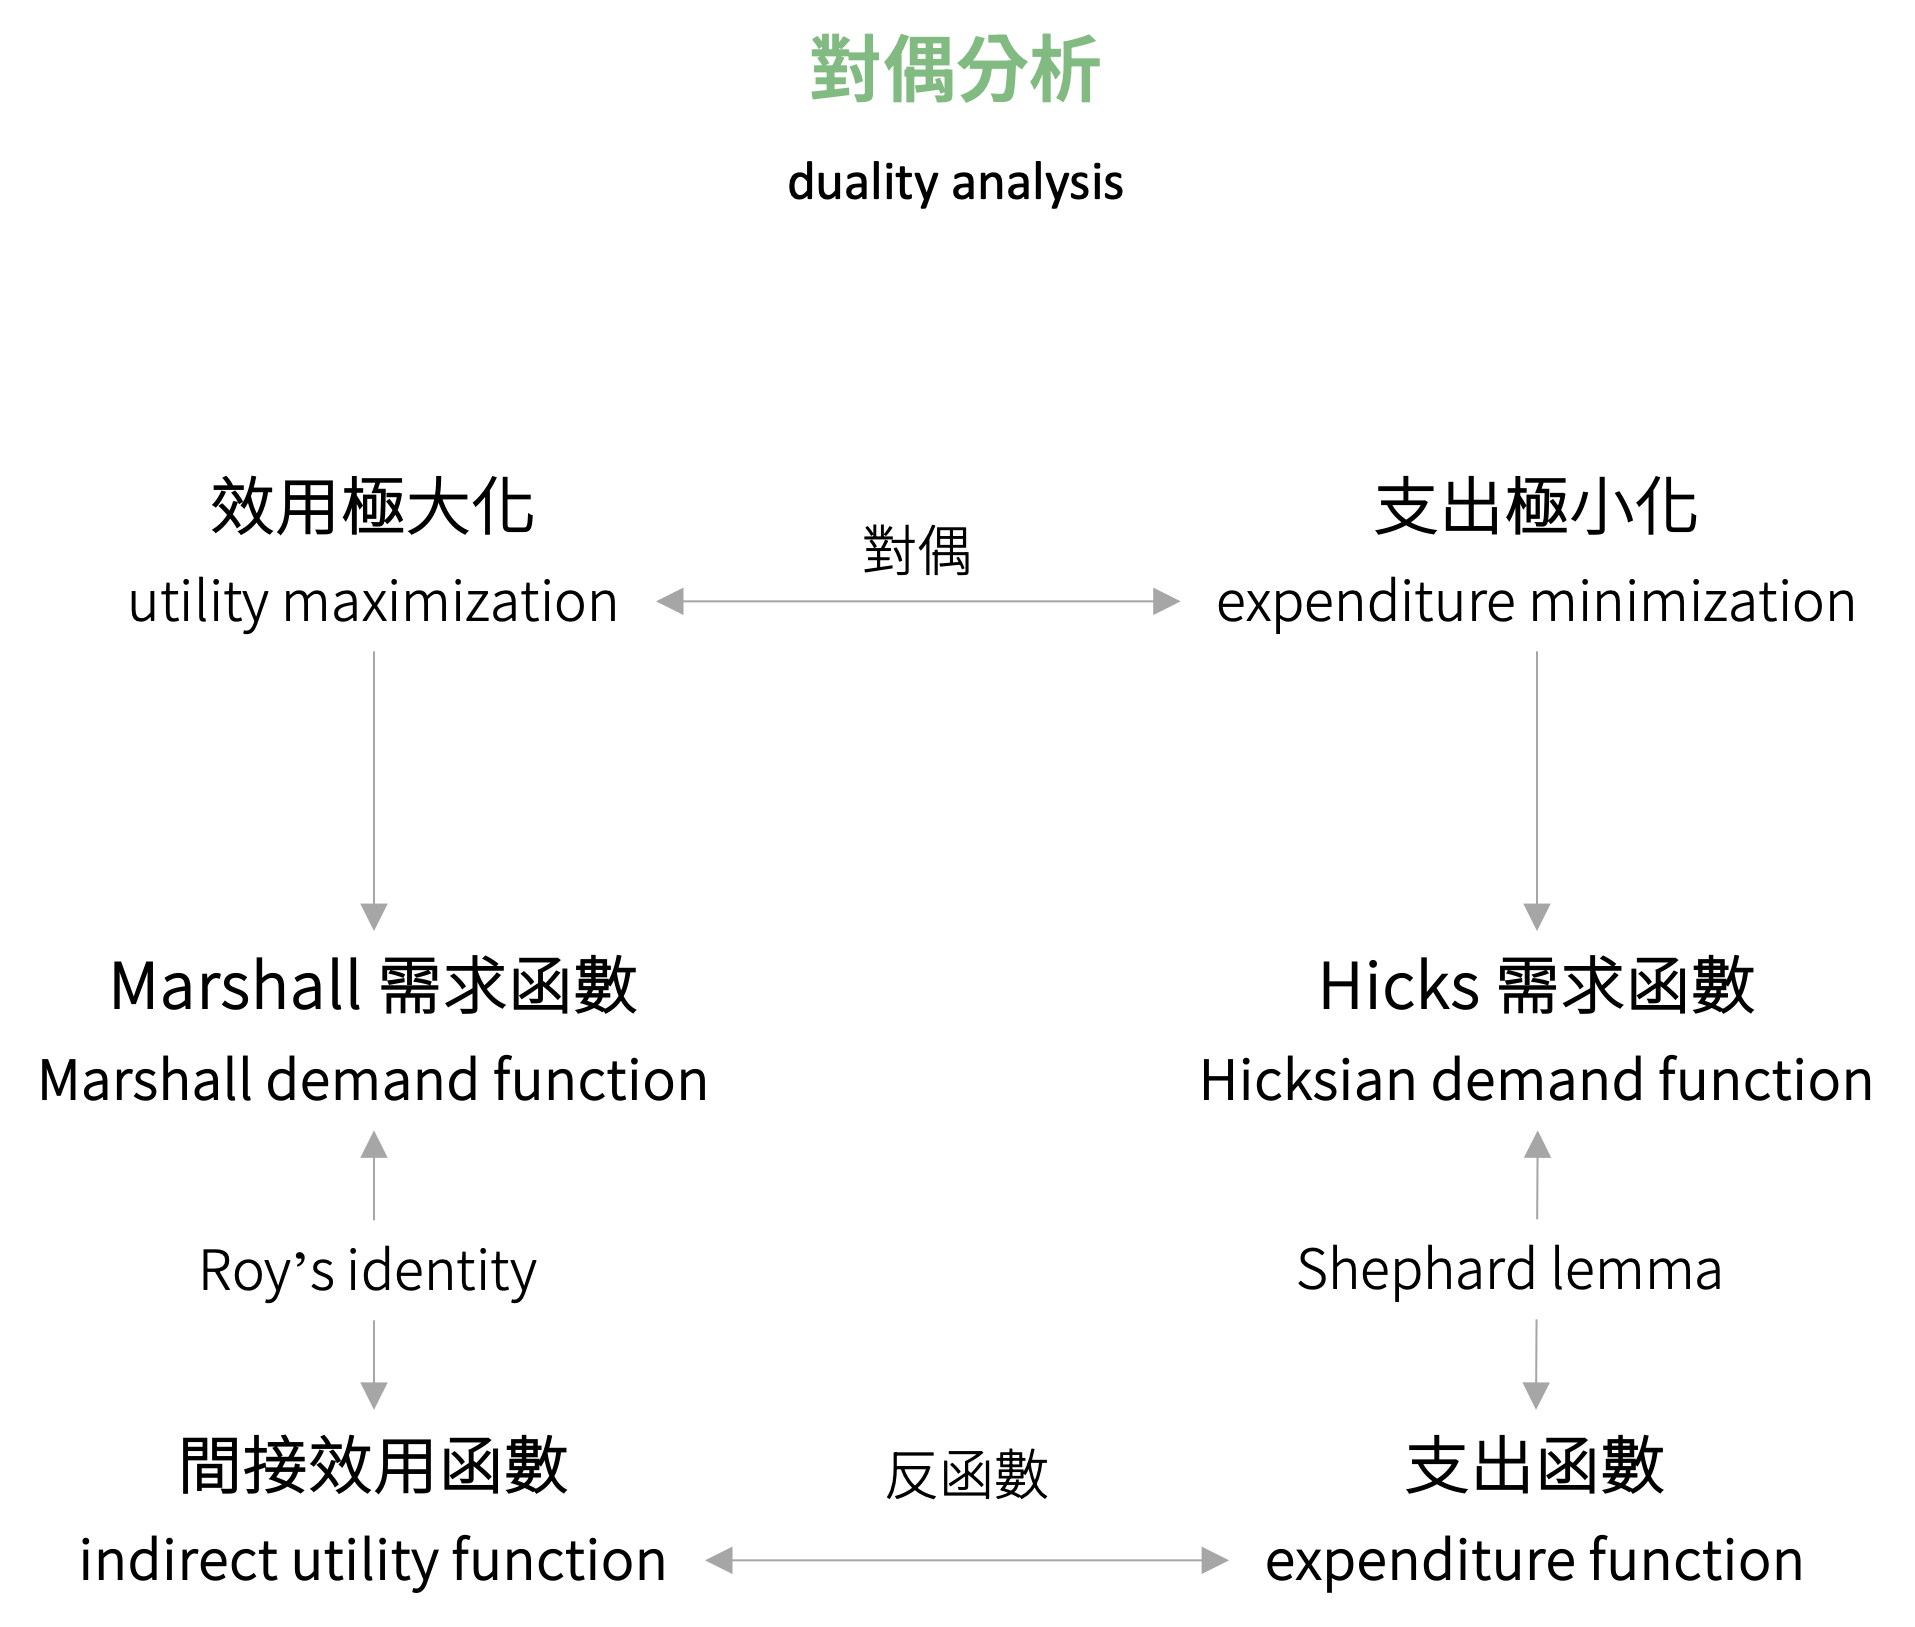 對偶分析
duality analysis
效用極大化
utility maximization
對偶
支出極小化
expenditure minimization
Marshall 需求函數
Marshall demand function
Hicks 需求函數
Hicksian demand function
Roy’s identity
Shephard lemma
間接效用函數
indirect utility function
反函數
支出函數
expenditure function